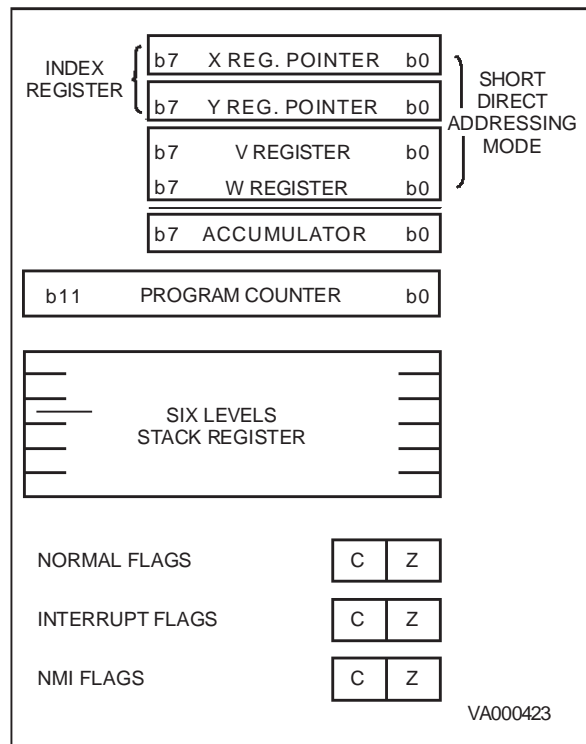 INDEX
REGISTER
b7 X REG. POINTER b0
b7 Y REG. POINTER b0
b7 V REGISTER b0
b7 W REGISTER b0
SHORT
DIRECT
ADDRESSING
MODE
b7 ACCUMULATOR b0
b11 PROGRAM COUNTER b0
SIX LEVELS
STACK REGISTER
NORMAL FLAGS C Z
INTERRUPT FLAGS C Z
NMI FLAGS C Z
VA000423